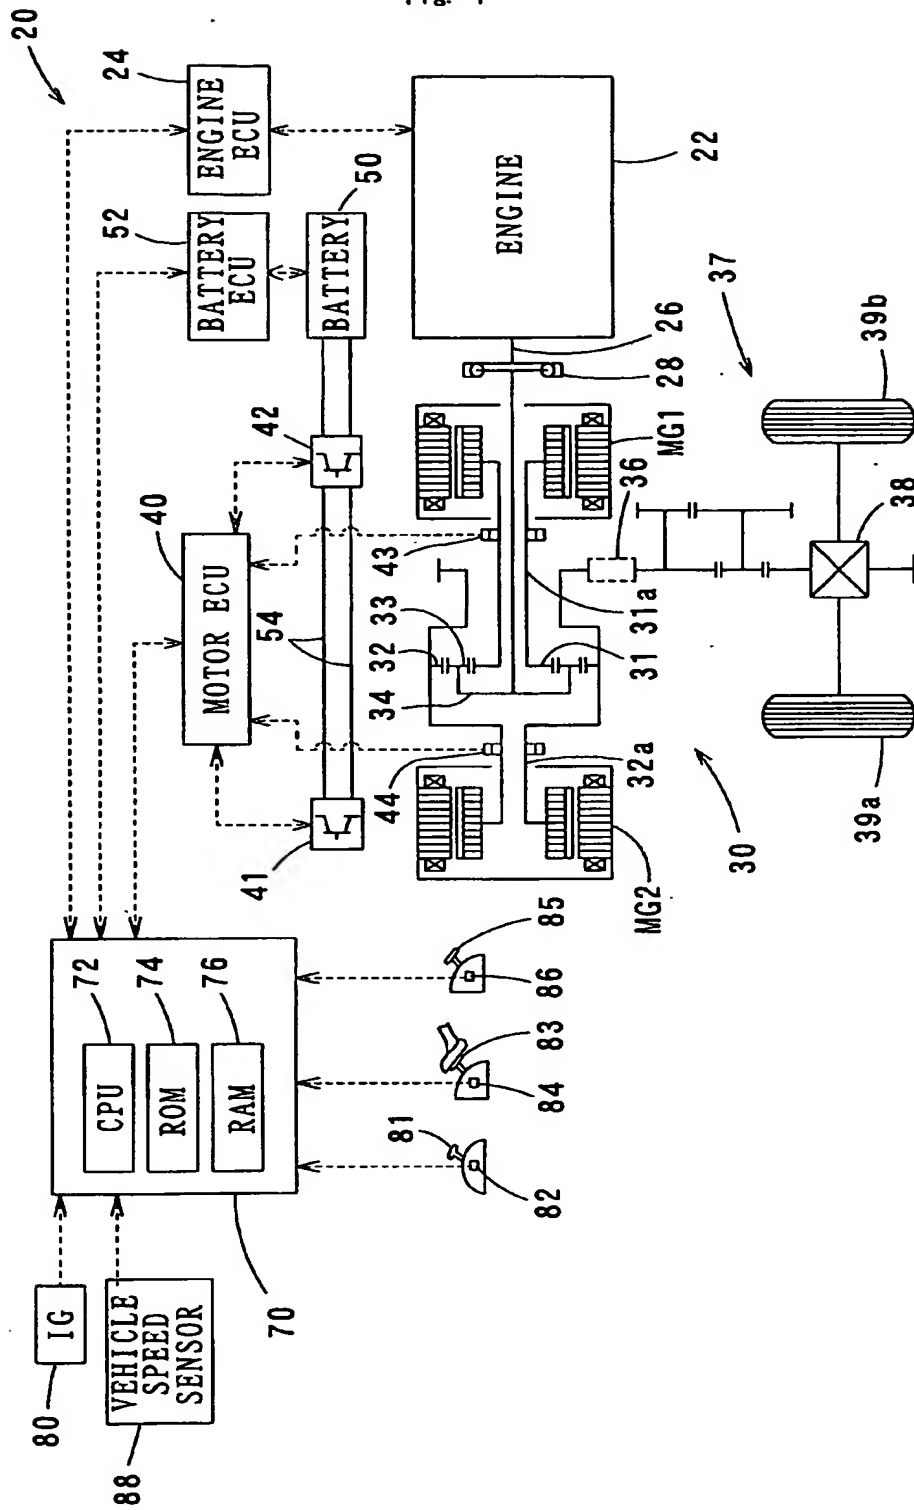 20
80
IG
88
VEHICLE
SPEED
SENSOR
70
CPU
72
ROM
74
RAM
76
24
ENGINE
ECU
52
BATTERY
ECU
50
BATTERY
40
MOTOR ECU
54
41
42
82
81
84
83
86
85
44
34
32
33
43
ENGINE
22
MG2
32a
31
31a
36
MG1
28
26
30
37
39a
38
39b